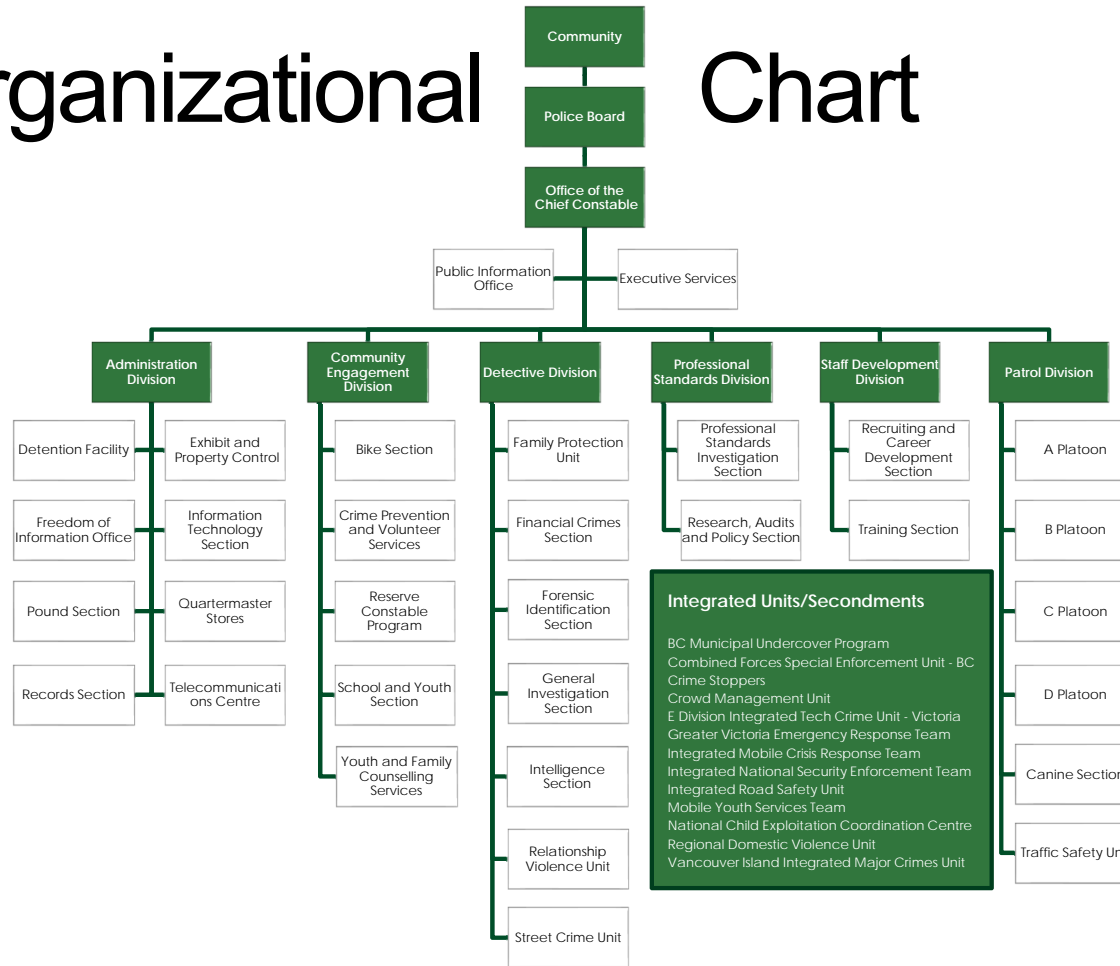 Community
rganizational Chart
Police Board
Office of the
Chief Constable
Public Information
Office
Executive Services
Administration
Division
Community
Engagement
Division
Detective Division
Professional
Standards Division
Staff Development
Division
Patrol Division
Detention Facility
Exhibit and
Property Control
Freedom of
Information Office
Information
Technology
Section
Pound Section
Quartermaster
Stores
Records Section
Telecommunicati
ons Centre
Bike Section
Crime Prevention
and Volunteer
Services
Reserve
Constable
Program
School and Youth
Section
Youth and Family
Counselling
Services
Family Protection
Unit
Financial Crimes
Section
Forensic
Identification
Section
General
Investigation
Section
Intelligence
Section
Relationship
Violence Unit
Street Crime Unit
Professional
Standards
Investigation
Section
Research, Audits
and Policy Section
Recruiting and
Career
Development
Section
Training Section
A Platoon
B Platoon
C Platoon
D Platoon
Canine Section
Traffic Safety Un
Integrated Units/Secondments
BC Municipal Undercover Program
Combined Forces Special Enforcement Unit - BC
Crime Stoppers
Crowd Management Unit
E Division Integrated Tech Crime Unit - Victoria
Greater Victoria Emergency Response Team
Integrated Mobile Crisis Response Team
Integrated National Security Enforcement Team
Integrated Road Safety Unit
Mobile Youth Services Team
National Child Exploitation Coordination Centre
Regional Domestic Violence Unit
Vancouver Island Integrated Major Crimes Unit